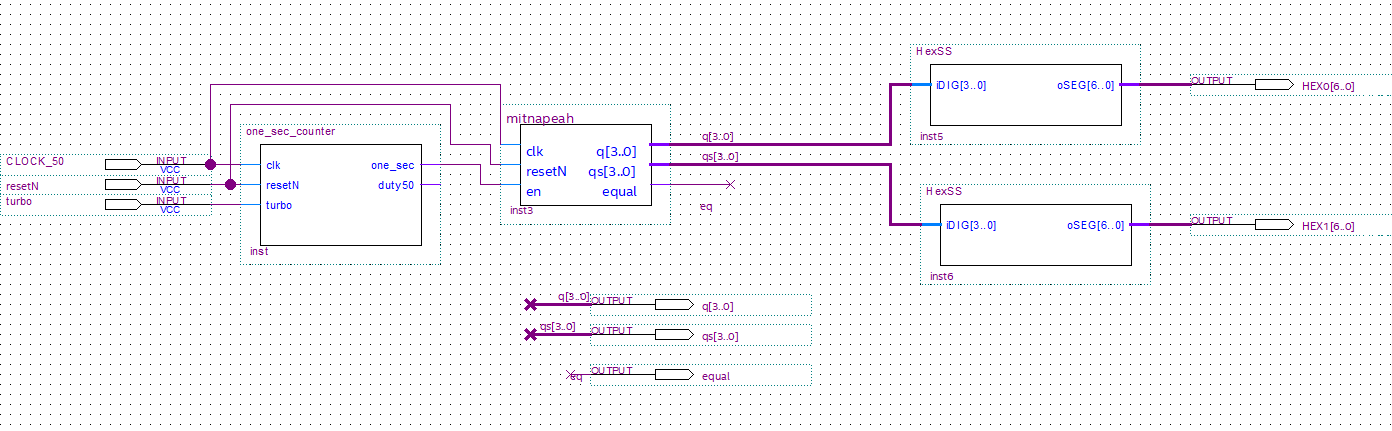 HexSS
iDIG[3..0] oSEG[6..0]
inst5
OUTPUT HEX0[6..0]
mitnapeah
clk q[3..0]
resetN qs[3..0]
en equal
inst3
q[3..0]
qs[3..0]
eq
one_sec_counter
clk one_sec
resetN duty50
turbo
inst
CLOCK_50 INPUT
VCC
resetN INPUT
VCC
turbo INPUT
VCC
HexSS
iDIG[3..0] oSEG[6..0]
inst6
OUTPUT HEX1[6..0]
q[3..0] OUTPUT q[3..0]
qs[3..0] OUTPUT qs[3..0]
eq OUTPUT equal